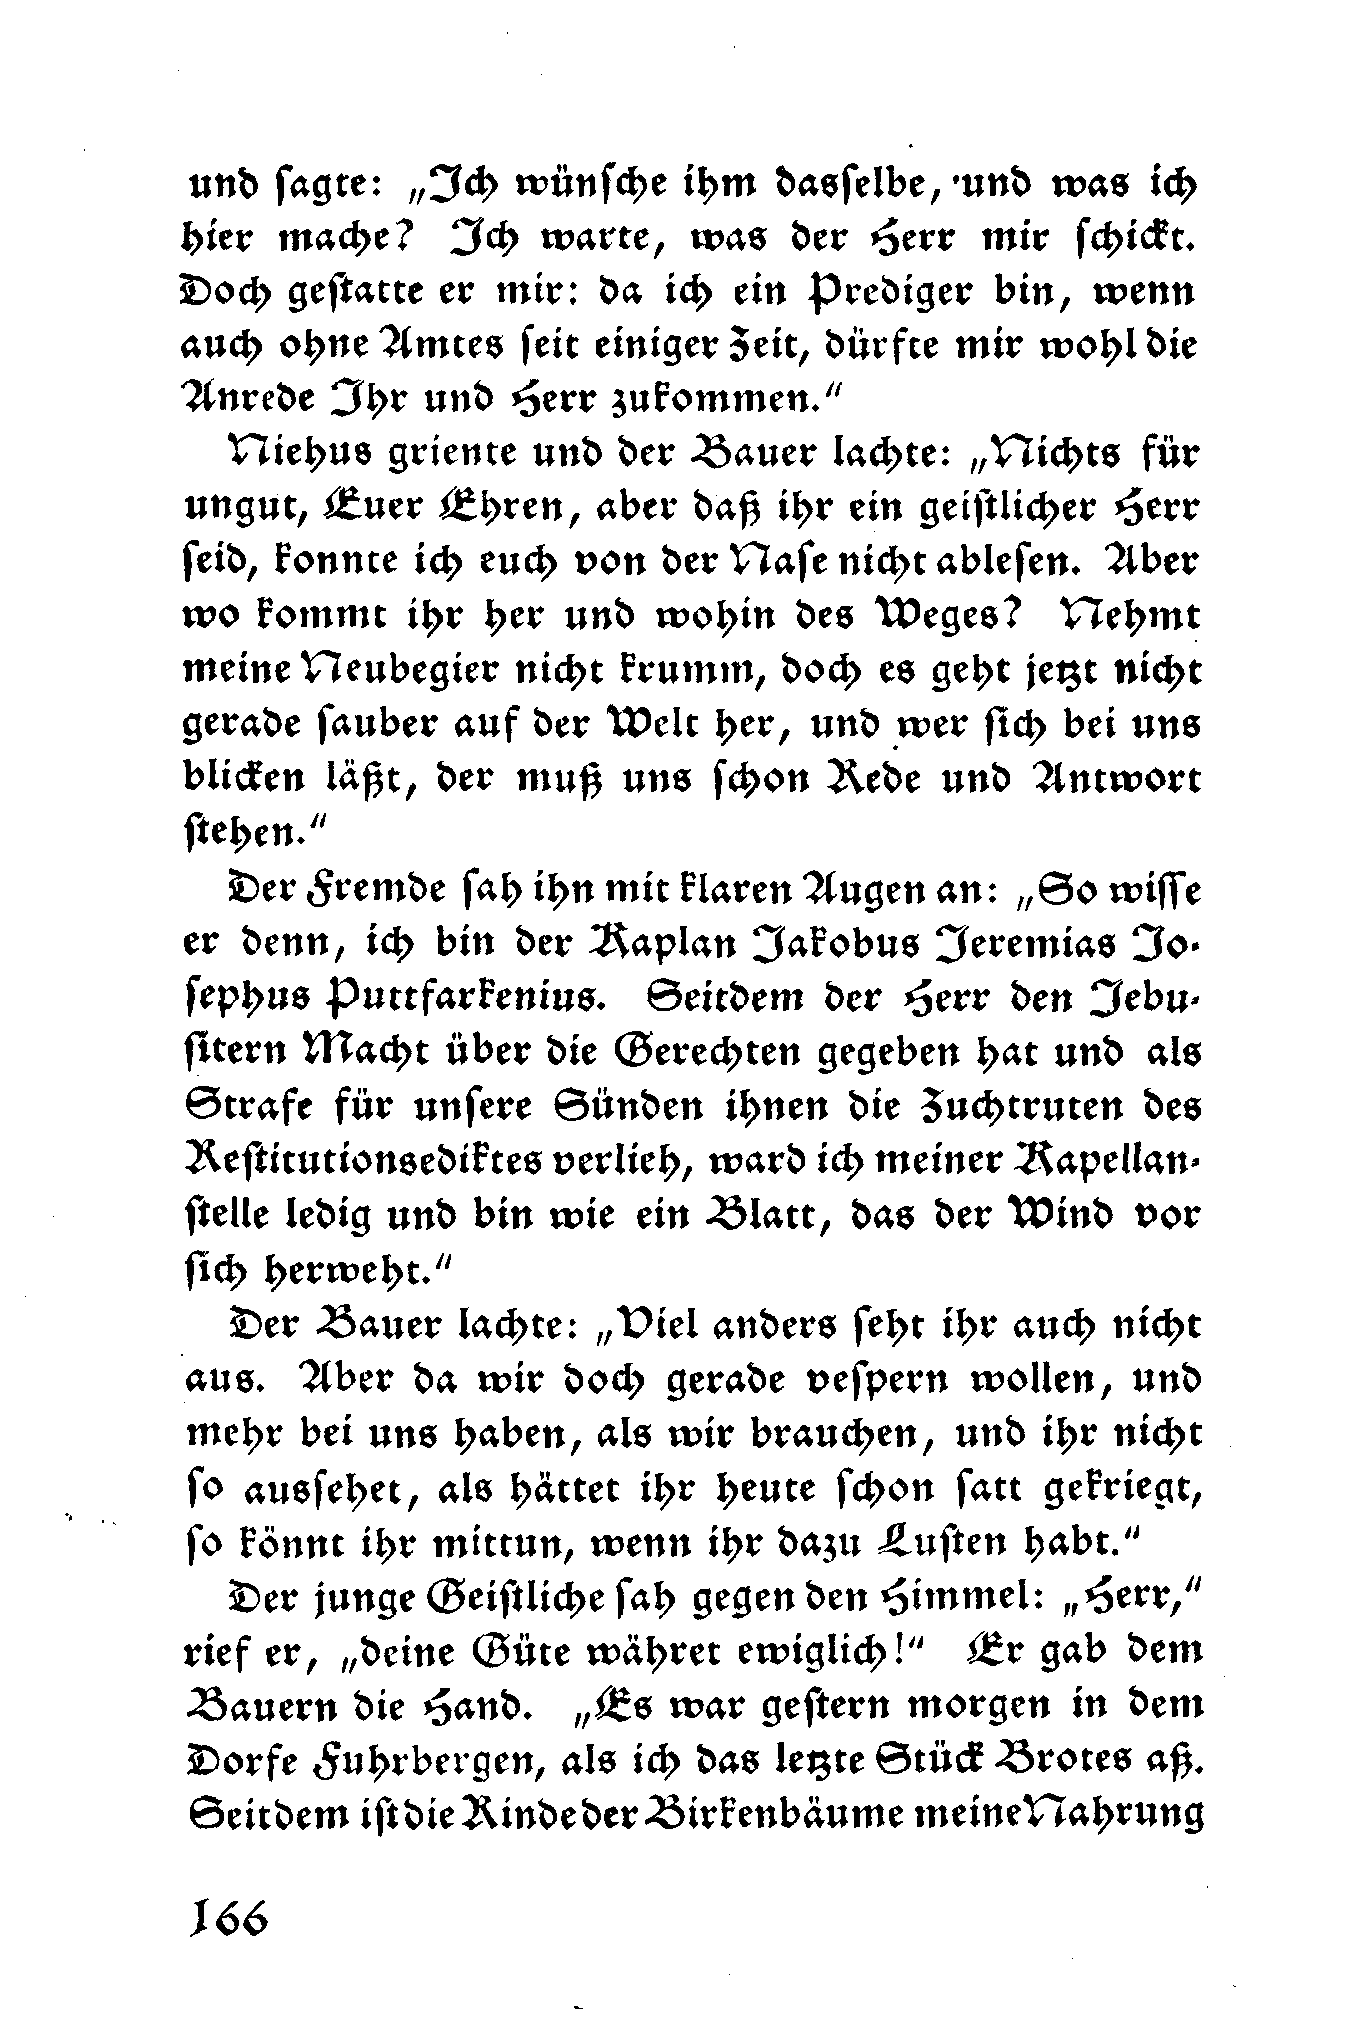 und sagte: „Ich wünsche ihm dasselbe, und was ich
hier mache? Ich warte, was der Herr mir schickt.
Doch gestatte er mir: da ich ein Prediger bin, wenn
auch ohne Amtes seit einiger Zeit, dürfte mir wohl die
Anrede Ihr und Herr zukommen.“
Niehus griente und der Bauer lachte: „Nichts für
ungut, Euer Ehren, aber daß ihr ein geistlicher Herr
seid, konnte ich euch von der Nase nicht ablesen. Aber
wo kommt ihr her und wohin des Weges? Nehmt
meine Neubegier nicht krumm, doch es geht jetzt nicht
gerade sauber auf der Welt her, und wer sich bei uns
blicken läßt, der muß uns schon Rede und Antwort
stehen.“
Der Fremde sah ihn mit klaren Augen an: „So wisse
er denn, ich bin der Kaplan Jakobus Jeremias Jo-
sephus Puttfarkenius. Seitdem der Herr den Jebu-
sitern Macht über die Gerechten gegeben hat und als
Strafe für unsere Sünden ihnen die Zuchtruten des
Restitutionsediktes verlieh, ward ich meiner Kapellan-
stelle ledig und bin wie ein Blatt, das der Wind vor
sich herweht.“
Der Bauer lachte: „Viel anders seht ihr auch nicht
aus. Aber da wir doch gerade vespern wollen, und
mehr bei uns haben, als wir brauchen, und ihr nicht
so aussehet, als hättet ihr heute schon satt gekriegt,
so könnt ihr mittun, wenn ihr dazu Lusten habt.“
Der junge Geistliche sah gegen den Himmel: „Herr,“
rief er, „deine Güte währet ewiglich!“ Er gab dem
Bauern die Hand. „Es war gestern morgen in dem
Dorfe Fuhrbergen, als ich das letzte Stück Brotes aß.
Seitdem ist die Rinde der Birkenbäume meine Nahrung
166